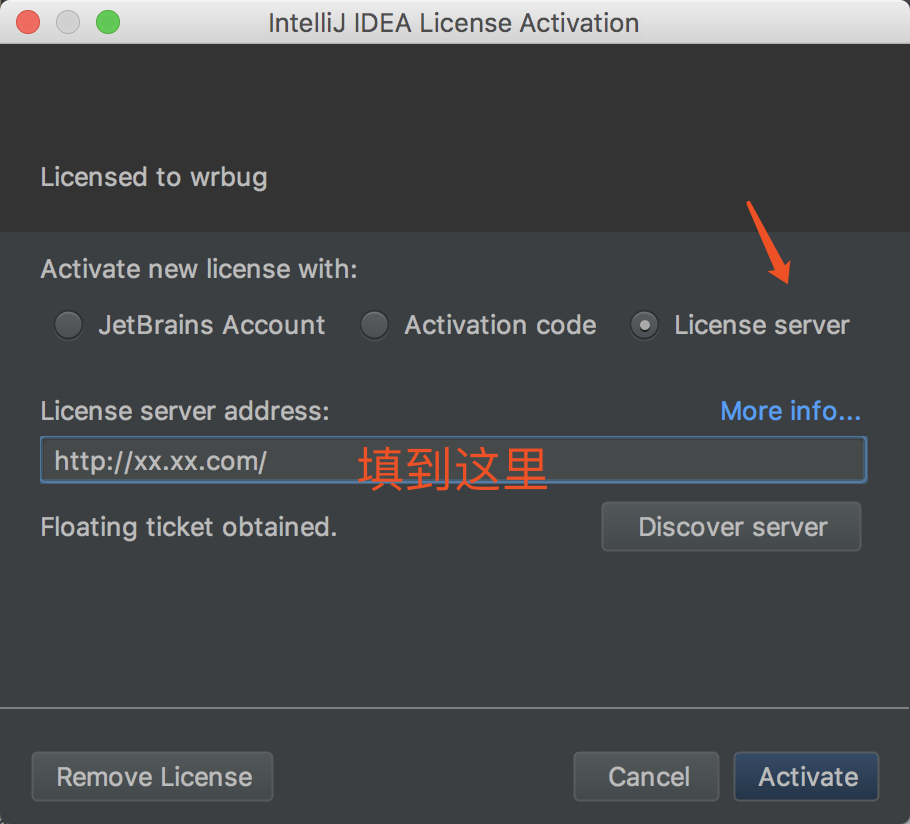 IntelliJ IDEA License Activation
Licensed to wrbug
Activate new license with:
JetBrains Account Activation code License server
License server address: More info...
http://xx.xx.com/ 填到这里
Floating ticket obtained. Discover server
Remove License Cancel Activate